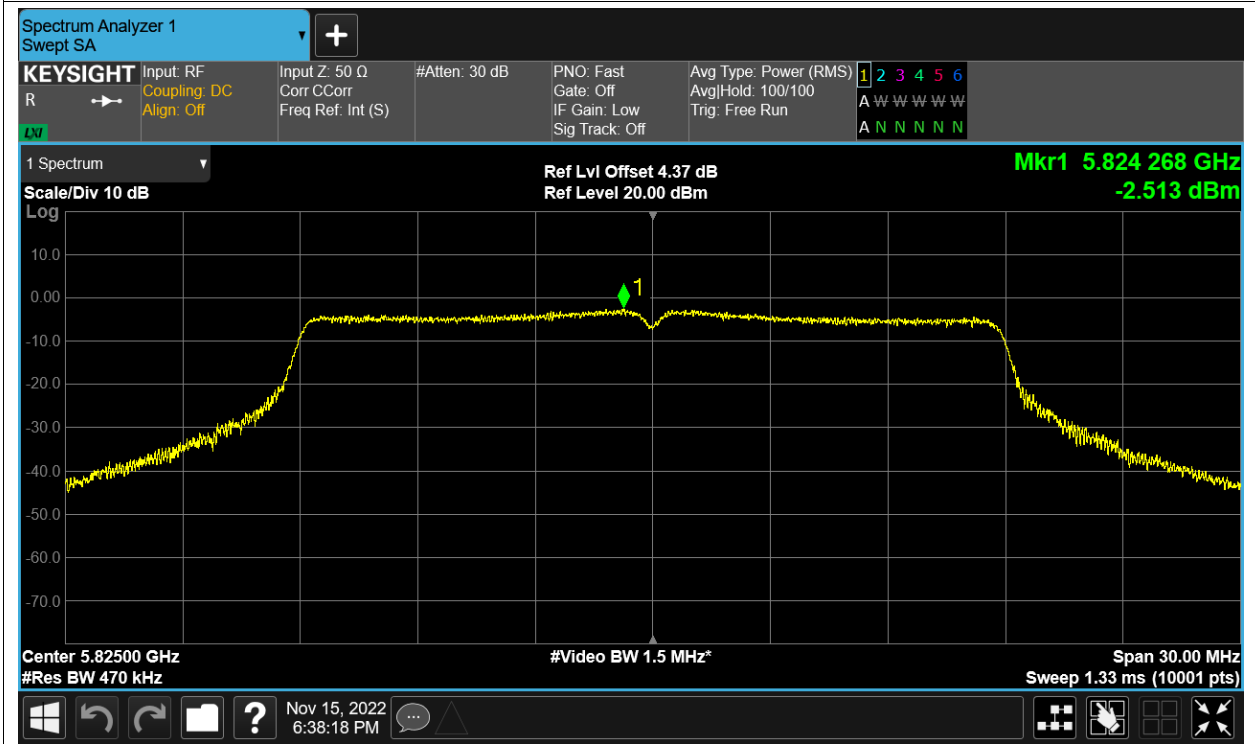 Spectrum Analyzer 1
Swept SA
+
KEYSIGHT
R
LXI
Input: RF
Coupling: DC
Align: Off
Input Z: 50 Ω
Corr CCorr
Freq Ref: Int (S)
#Atten: 30 dB
PNO: Fast
Gate: Off
IF Gain: Low
Sig Track: Off
Avg Type: Power (RMS)
Avg|Hold: 100/100
Trig: Free Run
1 2 3 4 5 6
A W W W W W
A N N N N N
1 Spectrum
Scale/Div 10 dB
Log
Ref Lvl Offset 4.37 dB
Ref Level 20.00 dBm
Mkr1 5.824 268 GHz
-2.513 dBm
10.0
0.00
-10.0
-20.0
-30.0
-40.0
-50.0
-60.0
-70.0
1
Center 5.82500 GHz
#Res BW 470 kHz
#Video BW 1.5 MHz*
Span 30.00 MHz
Sweep 1.33 ms (10001 pts)
?
Nov 15, 2022
6:38:18 PM